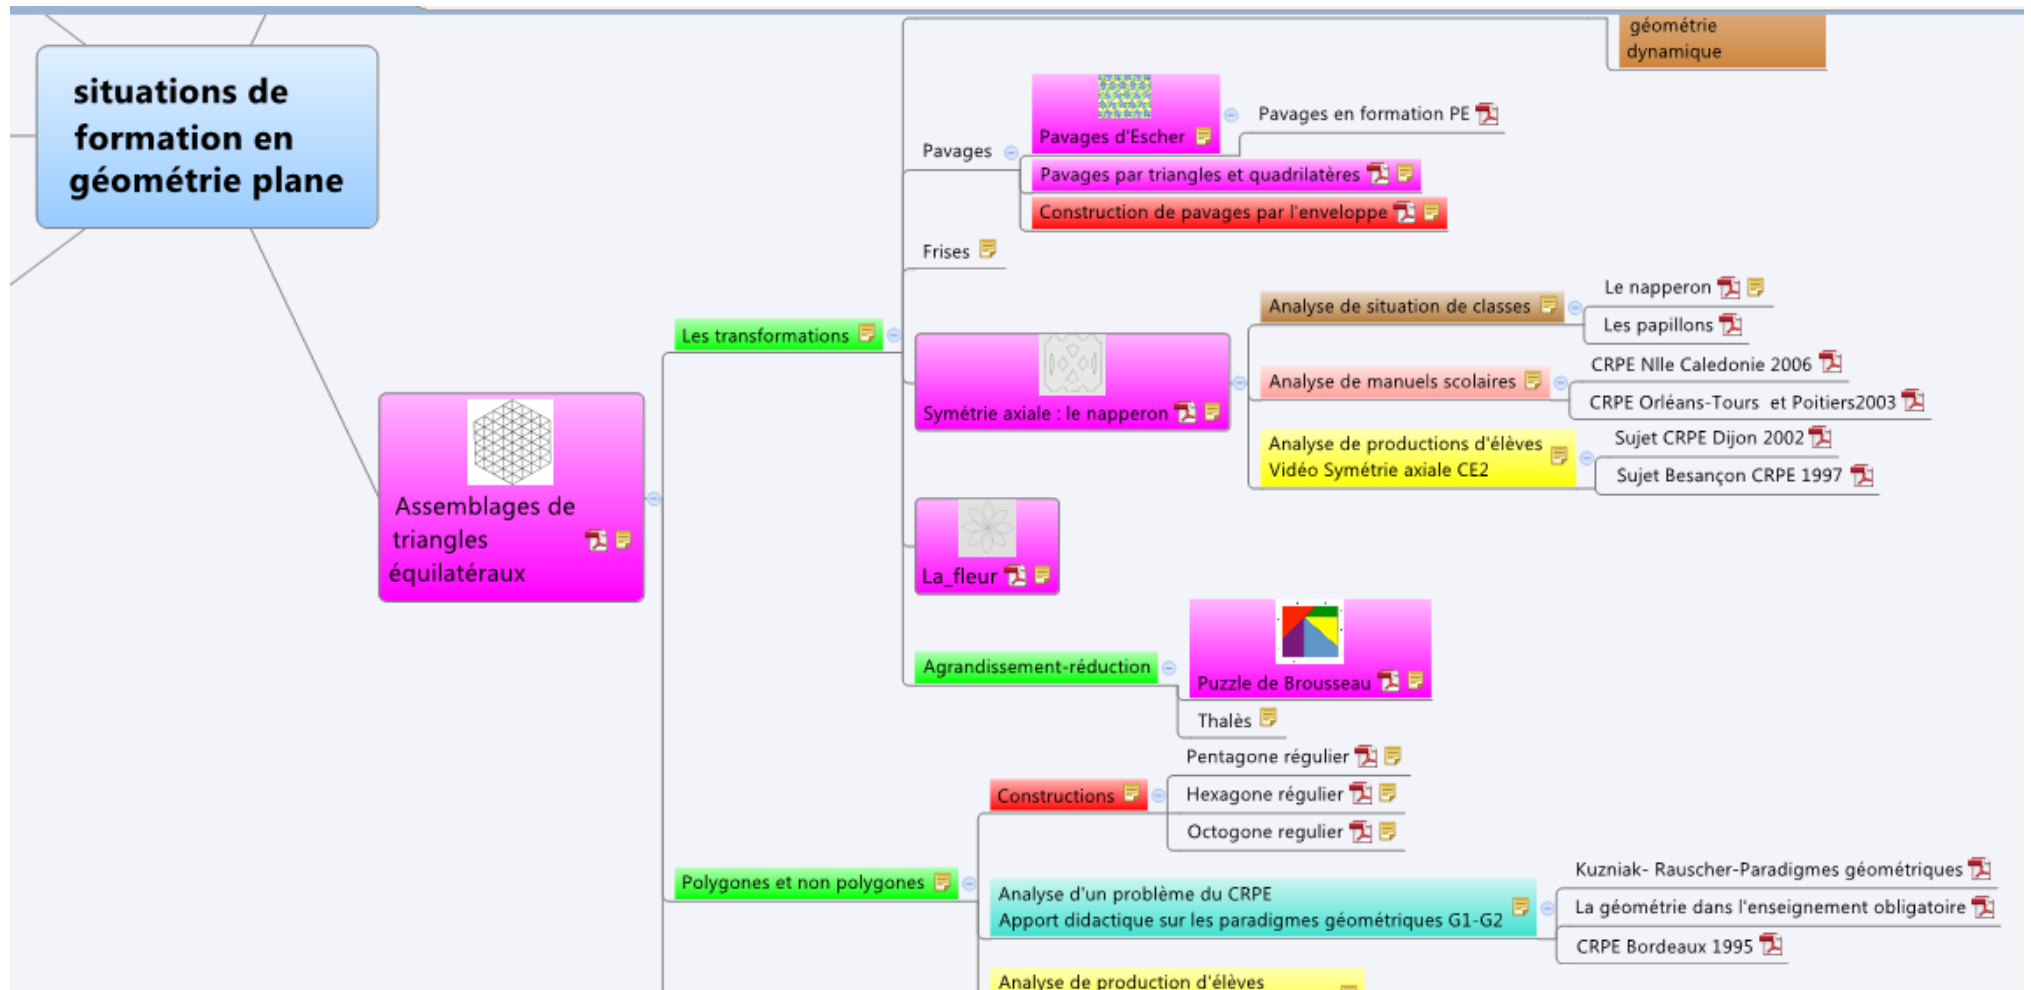 géométrie
dynamique
situations de
formation en
géométrie plane
Pavages d'Escher
Pavages en formation PE
Pavages
Pavages par triangles et quadrilatères
Construction de pavages par l'enveloppe
Frises
Les transformations
Analyse de situation de classes
Le napperon
Les papillons
Symétrie axiale : le napperon
Analyse de manuels scolaires
CRPE Nlle Caledonie 2006
CRPE Orléans-Tours et Poitiers2003
Analyse de productions d'élèves
Vidéo Symétrie axiale CE2
Sujet CRPE Dijon 2002
Sujet Besançon CRPE 1997
Assemblages de
triangles
équilatéraux
La_fleur
Agrandissement-réduction
Puzzle de Brousseau
Thalès
Constructions
Pentagone régulier
Hexagone régulier
Octogone regulier
Polygones et non polygones
Analyse d'un problème du CRPE
Apport didactique sur les paradigmes géométriques G1-G2
Kuzniak- Rauscher-Paradigmes géométriques
La géométrie dans l'enseignement obligatoire
CRPE Bordeaux 1995
Analyse de production d'élèves